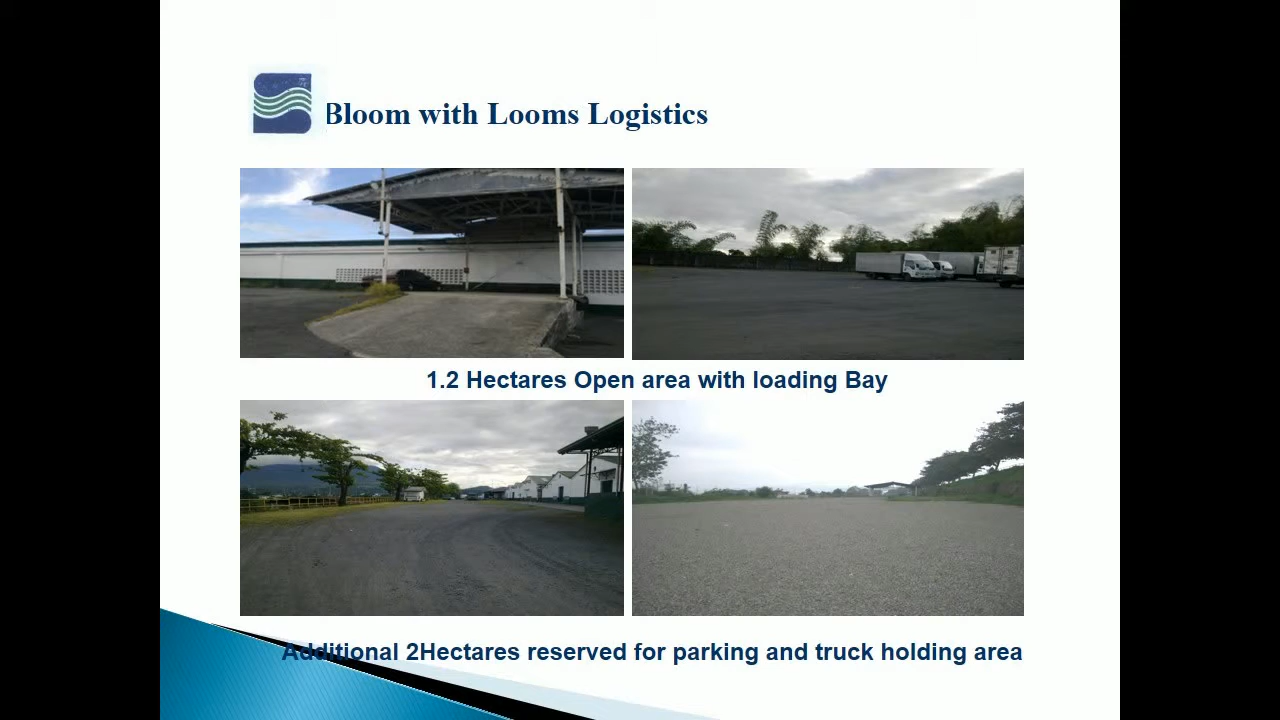 Bloom with Looms Logistics
1.2 Hectares Open area with loading Bay
Additional 2Hectares reserved for parking and truck holding area